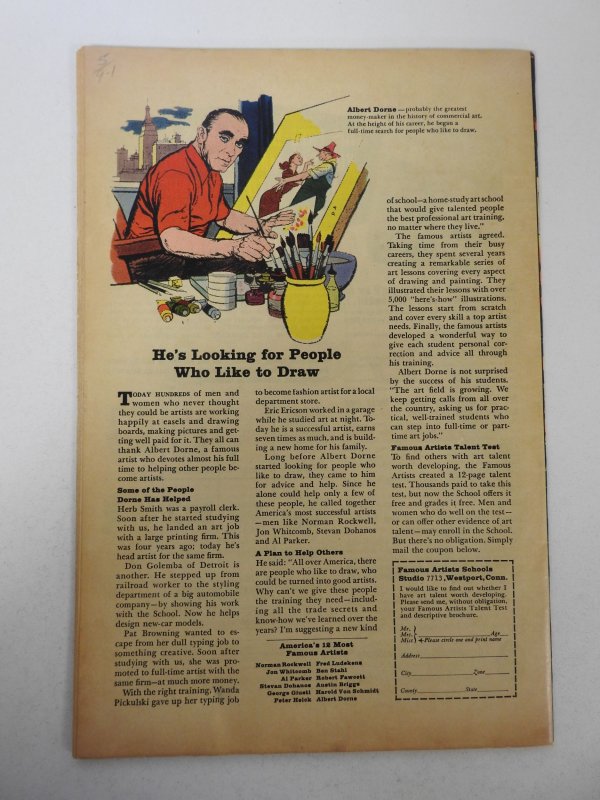 Albert Dorne—probably the greatest
money-maker in the history of commercial art.
At the height of his career, he began a
full-time search for people who like to draw.
He's Looking for People
Who Like to Draw
TODAY HUNDREDS of men and
women who never thought
they could be artists are working
happily at easels and drawing
boards, making pictures and get-
ting well paid for it. They all can
thank Albert Dorne, a famous
artist who devotes almost his full
time to helping other people be-
come artists.
Some of the People
Dorne Has Helped
Herb Smith was a payroll clerk.
Soon after he started studying
with us, he landed an art job
with a large printing firm. This
was four years ago; today he's
head artist for the same firm.
Don Golemba of Detroit is
another. He stepped up from
railroad worker to the styling
department of a big automobile
company—by showing his work
with the School. Now he helps
design new-car models.
Pat Browning wanted to es-
cape from her dull typing job to
something creative. Soon after
studying with us, she was pro-
moted to full-time artist with the
same firm—at much more money.
With the right training, Wanda
Pickulski gave up her typing job
to become fashion artist for a local
department store.
Eric Ericson worked in a garage
while he studied art at night. To-
day he is a successful artist, earns
seven times as much, and is build-
ing a new home for his family.
Long before Albert Dorne
started looking for people who
like to draw, they came to him
for advice and help. Since he
alone could help only a few of
these people, he called together
America's most successful artists
—men like Norman Rockwell,
Jon Whitcomb, Stevan Dohanos
and Al Parker.
A Plan to Help Others
He said: "All over America, there
are people who like to draw, who
could be turned into good artists.
Why can't we give these people
the training they need—includ-
ing all the trade secrets and
know-how we've learned over the
years? I'm suggesting a new kind
America's 12 Most
Famous Artists
Norman Rockwell Fred Ludekens
Jon Whitcomb Ben Stahl
Al Parker Robert Fawcett
Stevan Dohanos Austin Briggs
George Giusti Harold Von Schmidt
Peter Helck Albert Dorne
of school—a home-study art school
that would give talented people
the best professional art training,
no matter where they live."
The famous artists agreed.
Taking time from their busy
careers, they spent several years
creating a remarkable series of
art lessons covering every aspect
of drawing and painting. They
illustrated their lessons with over
5,000 "here's-how" illustrations.
The lessons start from scratch
and cover every skill a top artist
needs. Finally, the famous artists
developed a wonderful way to
give each student personal cor-
rection and advice all through
his training.
Albert Dorne is not surprised
by the success of his students.
"The art field is growing. We
keep getting calls from all over
the country, asking us for prac-
tical, well-trained students who
can step into full-time or part-
time art jobs."
Famous Artists Talent Test
To find others with art talent
worth developing, the Famous
Artists created a 12-page talent
test. Thousands paid to take this
test, but now the School offers it
free and grades it free. Men and
women who do well on the test—
or can offer other evidence of art
talent—may enroll in the School.
But there's no obligation. Simply
mail the coupon below.
Famous Artists Schools
Studio 7713, Westport, Conn.
I would like to find out whether I
have art talent worth developing.
Please send me, without obligation,
your Famous Artists Talent Test
and descriptive brochure.
Mr.
Mrs. Age
Miss Please circle one and print name
Address
City Zone
County State